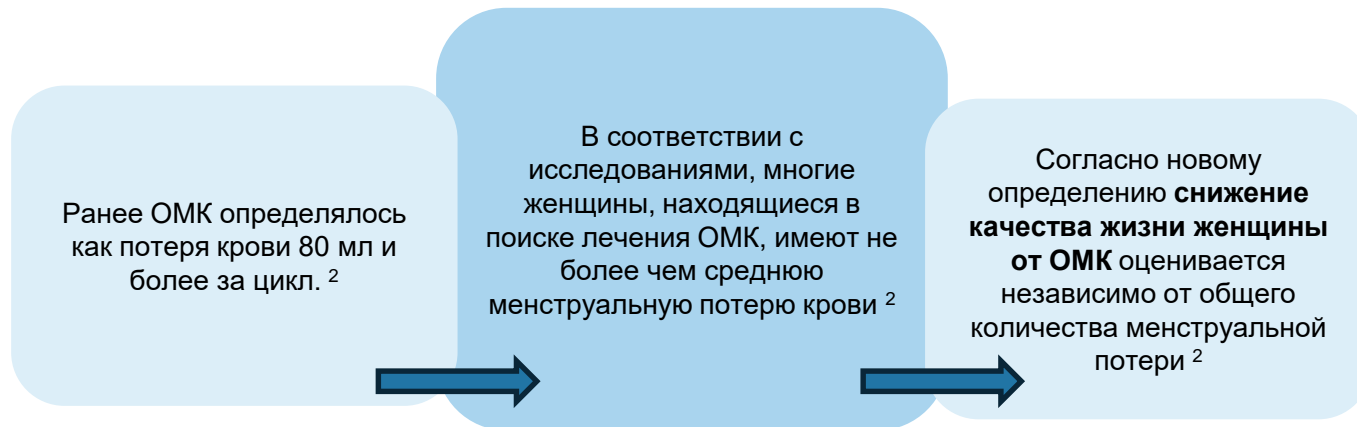 Ранее ОМК определялось
как потеря крови 80 мл и
более за цикл. 2
В соответствии с
исследованиями, многие
женщины, находящиеся в
поиске лечения ОМК, имеют не
более чем среднюю
менструальную потерю крови 2
Согласно новому
определению снижение
качества жизни женщины
от ОМК оценивается
независимо от общего
количества менструальной
потери 2